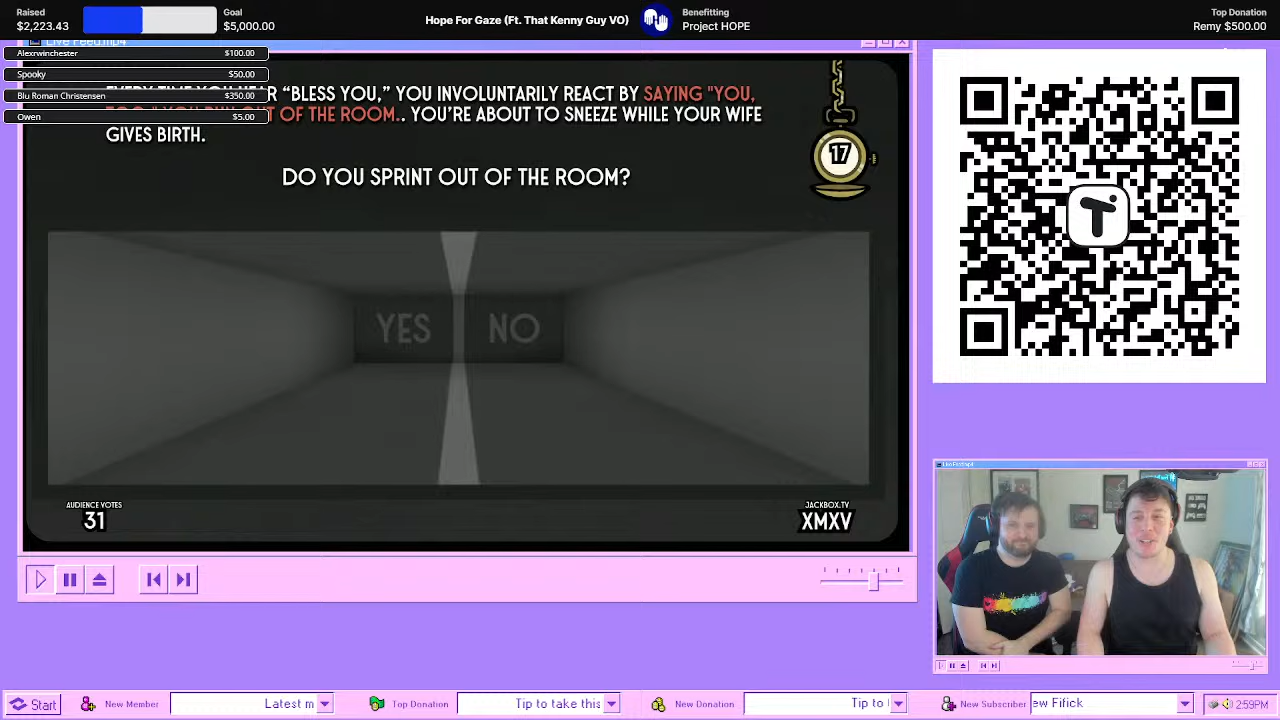 Raised
$2,223.43
Goal
$5,000.00
Hope For Gaze (Ft. That Kenny Guy VO)
Benefitting
Project HOPE
Top Donation
Remy $500.00
Live Feed.mp4
Alexrwinchester $100.00
Spooky $50.00
Blu Roman Christensen $350.00
Owen $5.00
“BLESS YOU,” YOU INVOLUNTARILY REACT BY SAYING "YOU,
OF THE ROOM.. YOU’RE ABOUT TO SNEEZE WHILE YOUR WIFE
GIVES BIRTH.
17
DO YOU SPRINT OUT OF THE ROOM?
YES NO
AUDIENCE VOTES
31
JACKBOX.TV
XMXV
T
Start
New Member
Latest m
Top Donation
Tip to take this
New Donation
Tip to
New Subscriber
ew Fifick
2:59PM